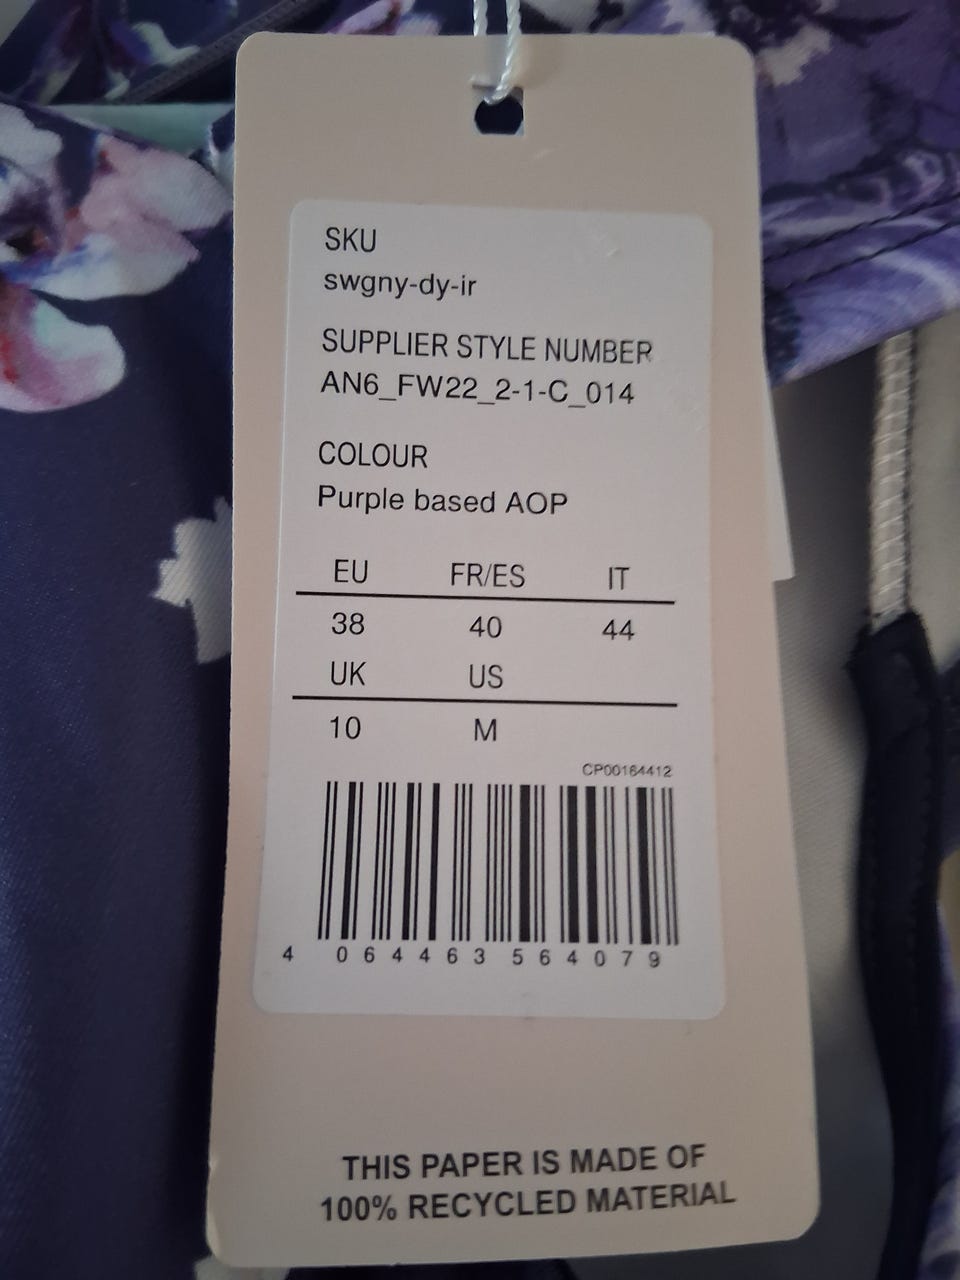 SKU
swgny-dy-ir
SUPPLIER STYLE NUMBER
AN6_FW22_2-1-C_014
COLOUR
Purple based AOP
EU FR/ES IT
38 40 44
UK US
10 M
CP00164412
4 064463 564079
THIS PAPER IS MADE OF
100% RECYCLED MATERIAL